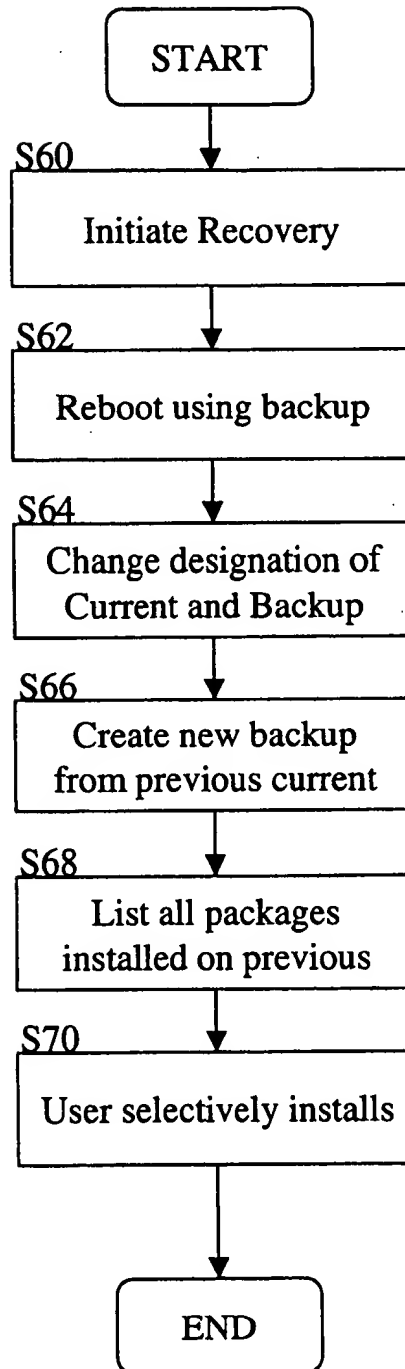 START
S60
Initiate Recovery
S62
Reboot using backup
S64
Change designation of
Current and Backup
S66
Create new backup
from previous current
S68
List all packages
installed on previous
S70
User selectively installs
END